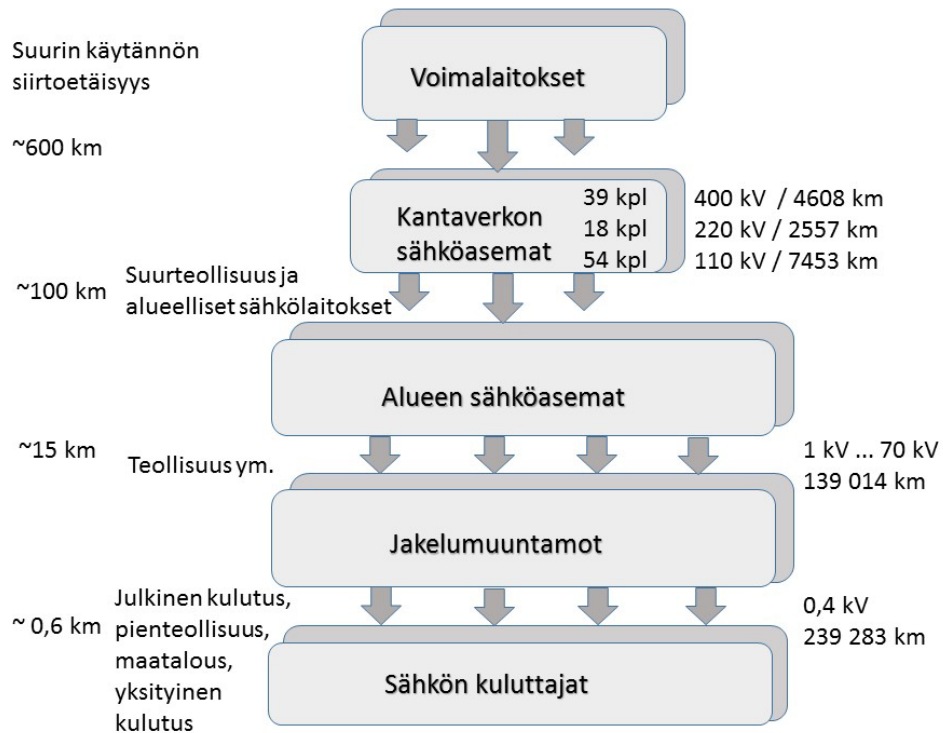 Suurin käytännön
siirtoetäisyys
Voimalaitokset
~600 km
Kantaverkon
sähköasemat
39 kpl
18 kpl
54 kpl
400 kV / 4608 km
220 kV / 2557 km
110 kV / 7453 km
~100 km
Suurteollisuus ja
alueelliset sähkölaitokset
Alueen sähköasemat
~15 km
Teollisuus ym.
1 kV ... 70 kV
139 014 km
Jakelumuuntamot
~ 0,6 km
Julkinen kulutus,
pienteollisuus,
maatalous,
yksityinen
kulutus
0,4 kV
239 283 km
Sähkön kuluttajat